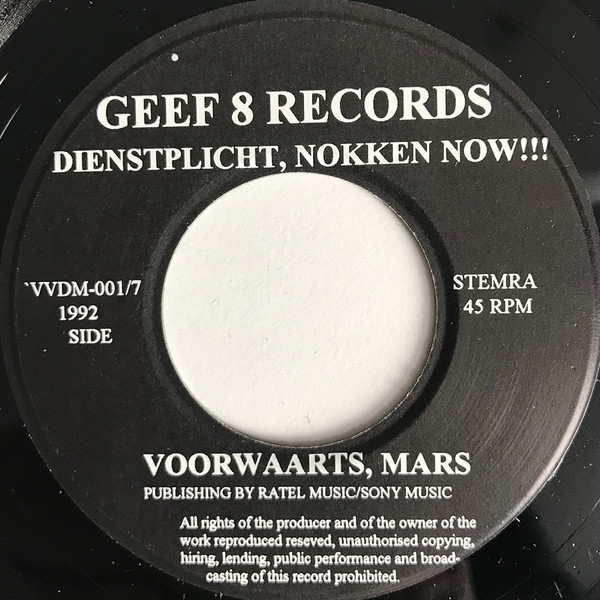 GEEF 8 RECORDS
DIENSTPLICHT, NOKKEN NOW!!!
`VVDM-001/7
1992
SIDE
STEMRA
45 RPM
VOORWAARTS, MARS
PUBLISHING BY RATEL MUSIC/SONY MUSIC
All rights of the producer and of the owner of the
work reproduced reseved, unauthorised copying,
hiring, lending, public performance and broad-
casting of this record prohibited.